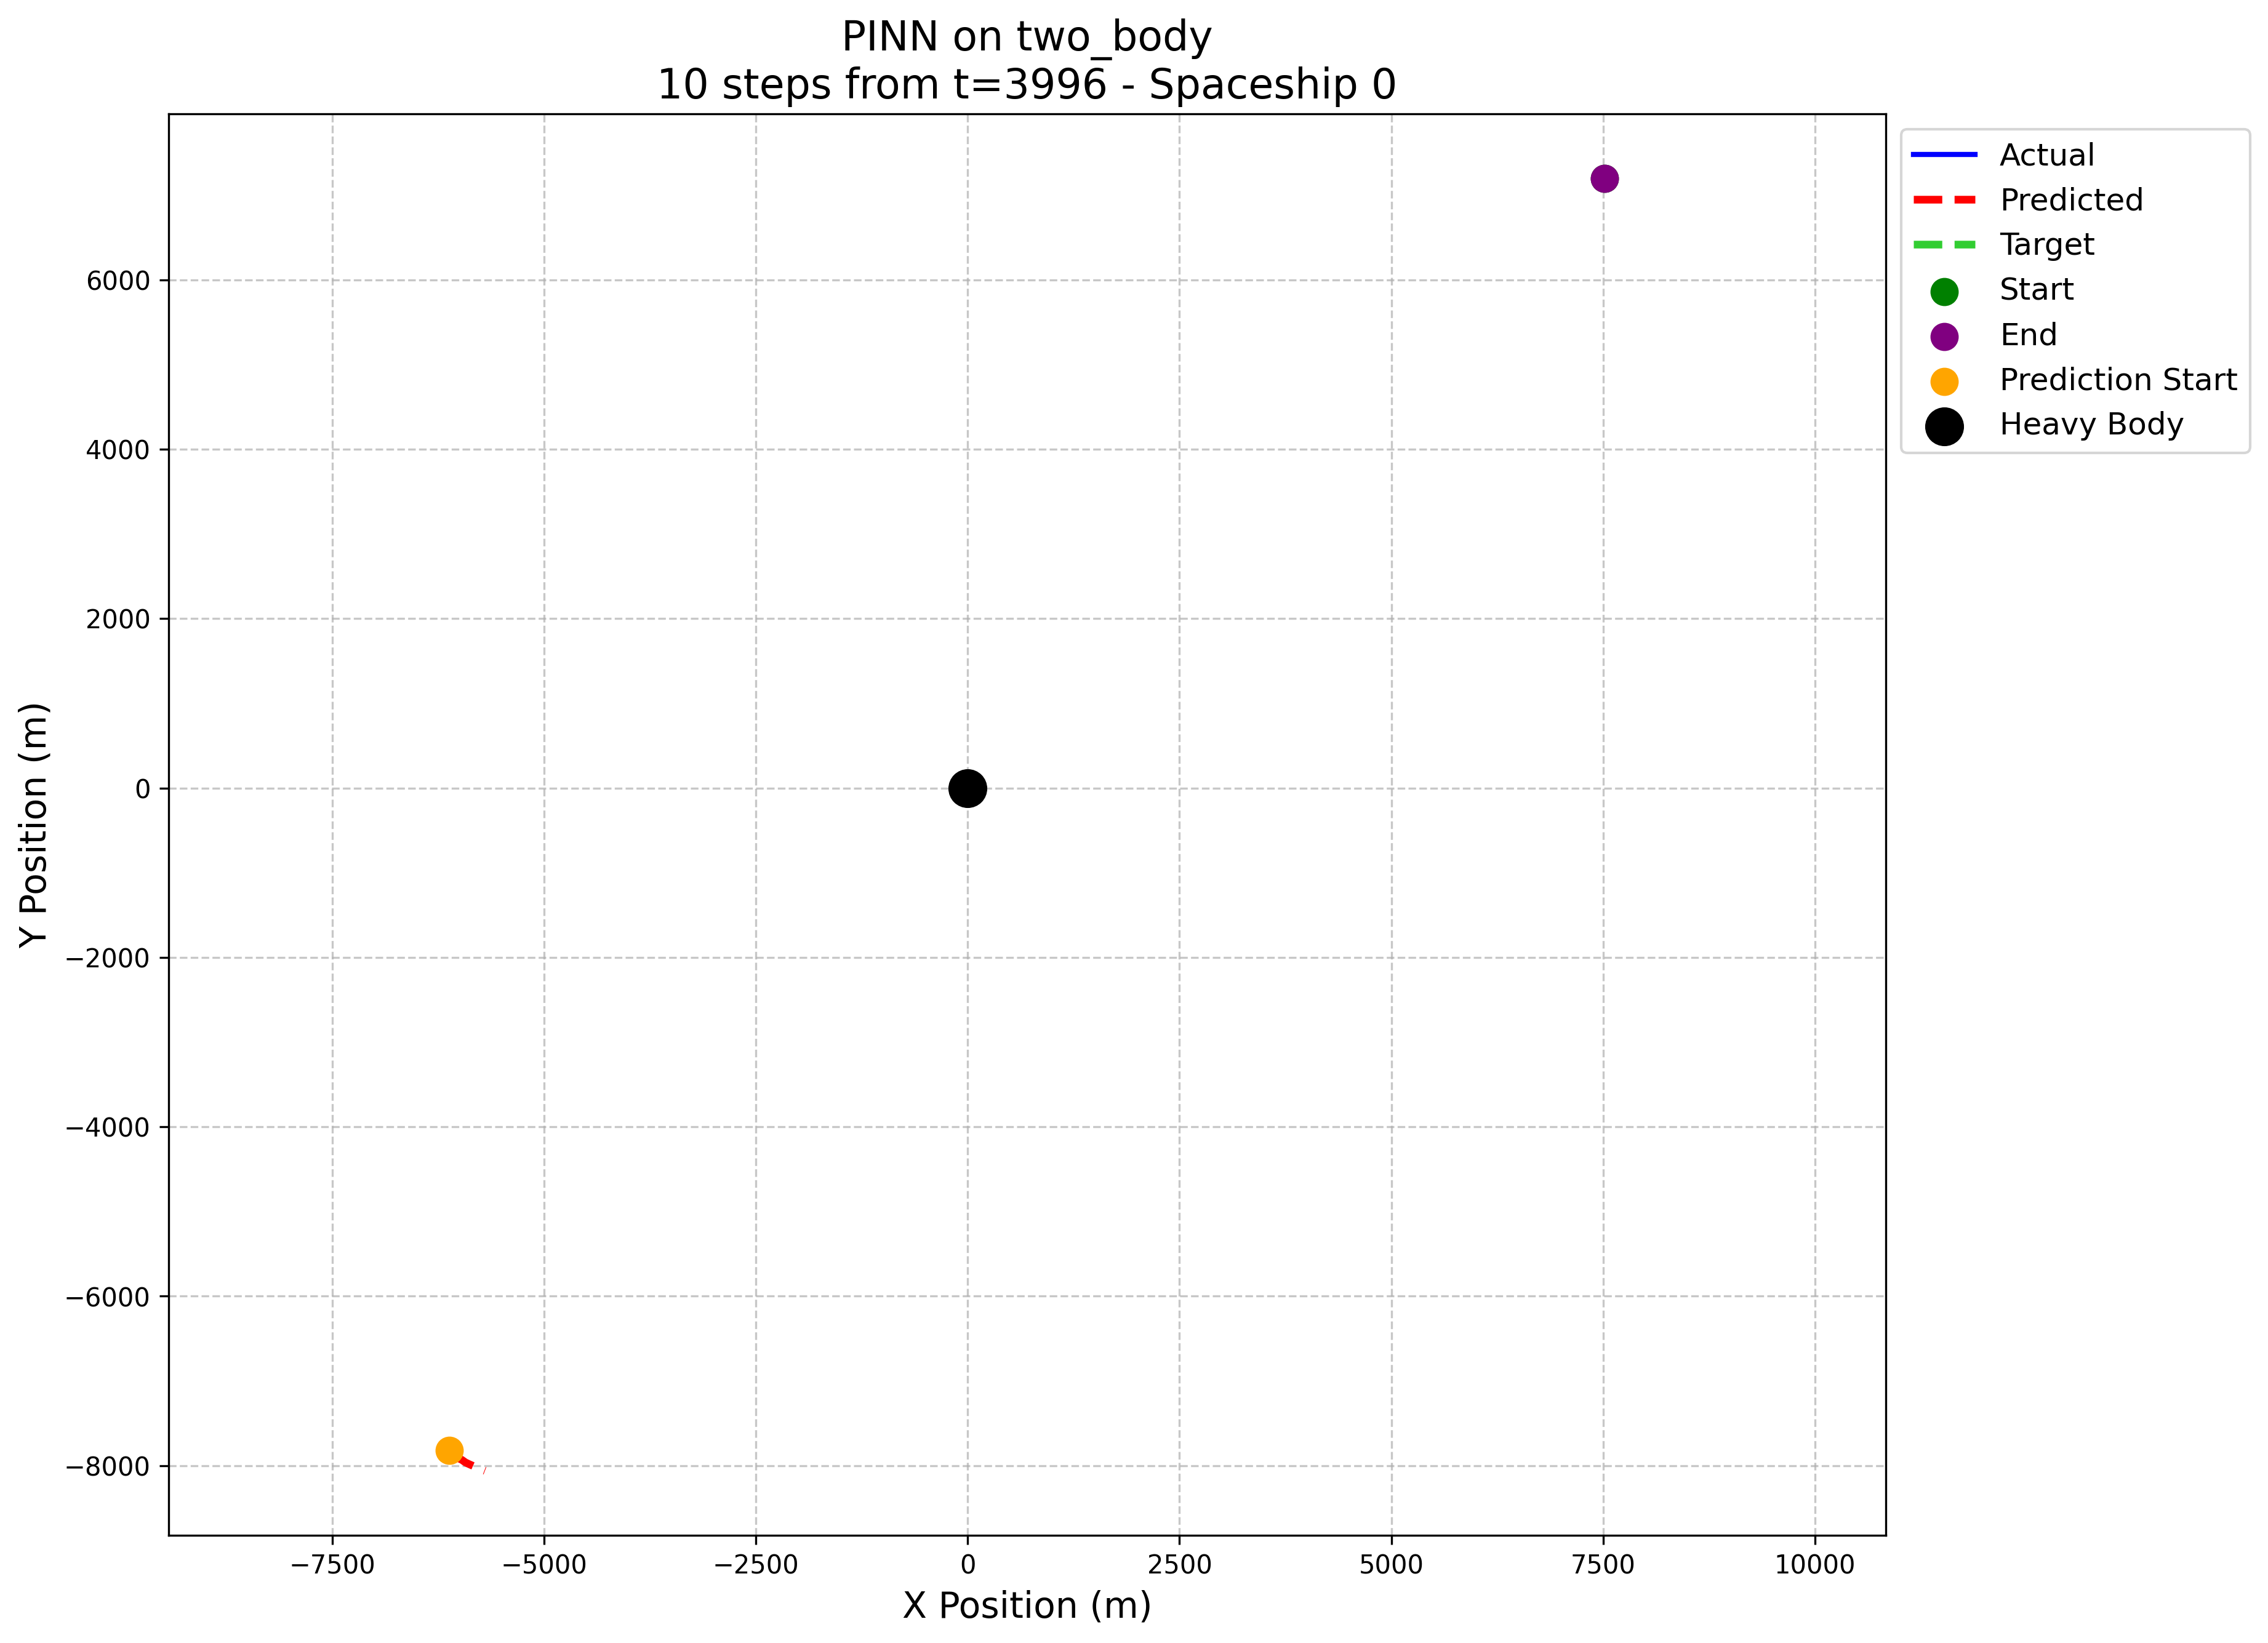 PINN on two_body
10 steps from t=3996 - Spaceship 0
Actual
Predicted
Target
Start
End
Prediction Start
Heavy Body
Y Position (m)
6000
4000
2000
0
−2000
−4000
−6000
−8000
−7500 −5000 −2500 0 2500 5000 7500 10000
X Position (m)